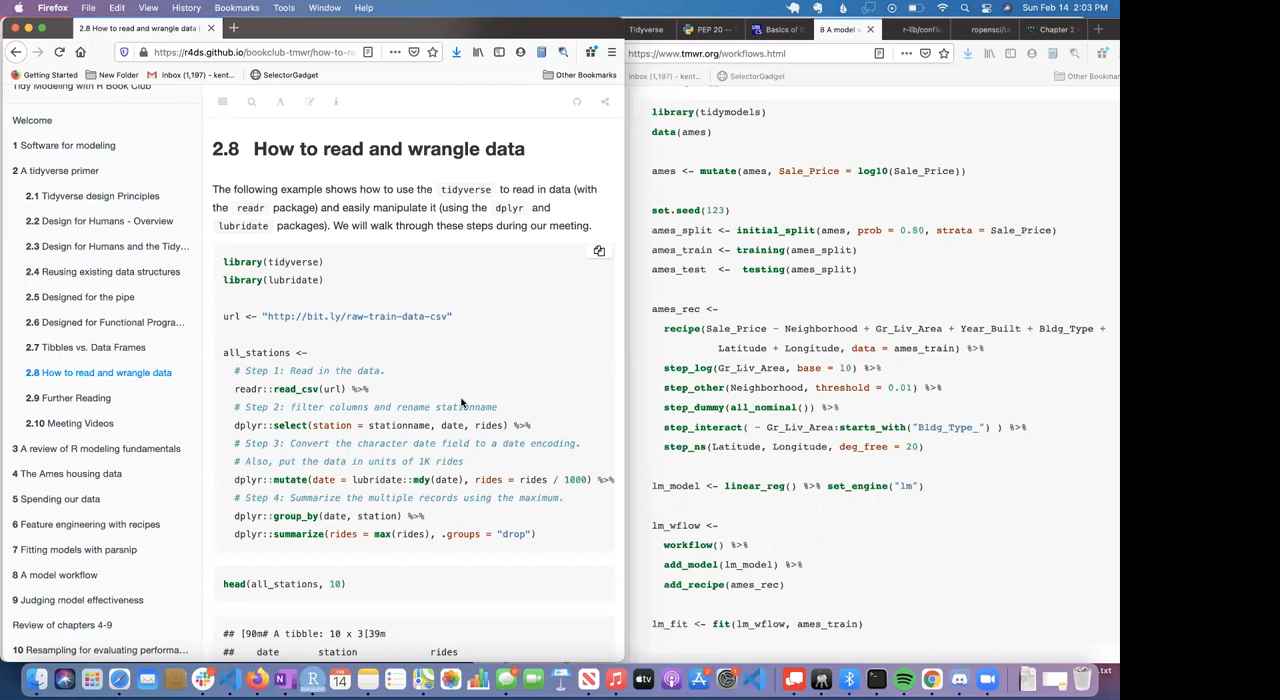 Firefox File Edit View History Bookmarks Tools Window Help
Sun Feb 14 2:03 PM
2.8 How to read and wrangle data |
https://r4ds.github.io/bookclub-tmwr/how-to-re
Getting Started New Folder Inbox (1,197) - kent... SelectorGadget Other Bookmarks
Tidy Modeling with R Book Club
Welcome
1 Software for modeling
2 A tidyverse primer
2.1 Tidyverse design Principles
2.2 Design for Humans - Overview
2.3 Design for Humans and the Tidy...
2.4 Reusing existing data structures
2.5 Designed for the pipe
2.6 Designed for Functional Progra...
2.7 Tibbles vs. Data Frames
2.8 How to read and wrangle data
2.9 Further Reading
2.10 Meeting Videos
3 A review of R modeling fundamentals
4 The Ames housing data
5 Spending our data
6 Feature engineering with recipes
7 Fitting models with parsnip
8 A model workflow
9 Judging model effectiveness
Review of chapters 4-9
10 Resampling for evaluating performa...
2.8 How to read and wrangle data
The following example shows how to use the tidyverse to read in data (with
the readr package) and easily manipulate it (using the dplyr and
lubridate packages). We will walk through these steps during our meeting.
library(tidyverse)
library(lubridate)
url <- "http://bit.ly/raw-train-data-csv"
all_stations <-
# Step 1: Read in the data.
readr::read_csv(url) %>%
# Step 2: filter columns and rename stationname
dplyr::select(station = stationname, date, rides) %>%
# Step 3: Convert the character date field to a date encoding.
# Also, put the data in units of 1K rides
dplyr::mutate(date = lubridate::mdy(date), rides = rides / 1000) %>%
# Step 4: Summarize the multiple records using the maximum.
dplyr::group_by(date, station) %>%
dplyr::summarize(rides = max(rides), .groups = "drop")
head(all_stations, 10)
## [90m# A tibble: 10 x 3[39m
## date station rides
Tidyverse PEP 20 — Basics of t 8 A model w r-lib/config ropensci/ta Chapter 2
https://www.tmwr.org/workflows.html
Inbox (1,197) - kent... SelectorGadget Other Bookmar
library(tidymodels)
data(ames)
ames <- mutate(ames, Sale_Price = log10(Sale_Price))
set.seed(123)
ames_split <- initial_split(ames, prob = 0.80, strata = Sale_Price)
ames_train <- training(ames_split)
ames_test <- testing(ames_split)
ames_rec <-
recipe(Sale_Price ~ Neighborhood + Gr_Liv_Area + Year_Built + Bldg_Type +
Latitude + Longitude, data = ames_train) %>%
step_log(Gr_Liv_Area, base = 10) %>%
step_other(Neighborhood, threshold = 0.01) %>%
step_dummy(all_nominal()) %>%
step_interact( ~ Gr_Liv_Area:starts_with("Bldg_Type_") ) %>%
step_ns(Latitude, Longitude, deg_free = 20)
lm_model <- linear_reg() %>% set_engine("lm")
lm_wflow <-
workflow() %>%
add_model(lm_model) %>%
add_recipe(ames_rec)
lm_fit <- fit(lm_wflow, ames_train)